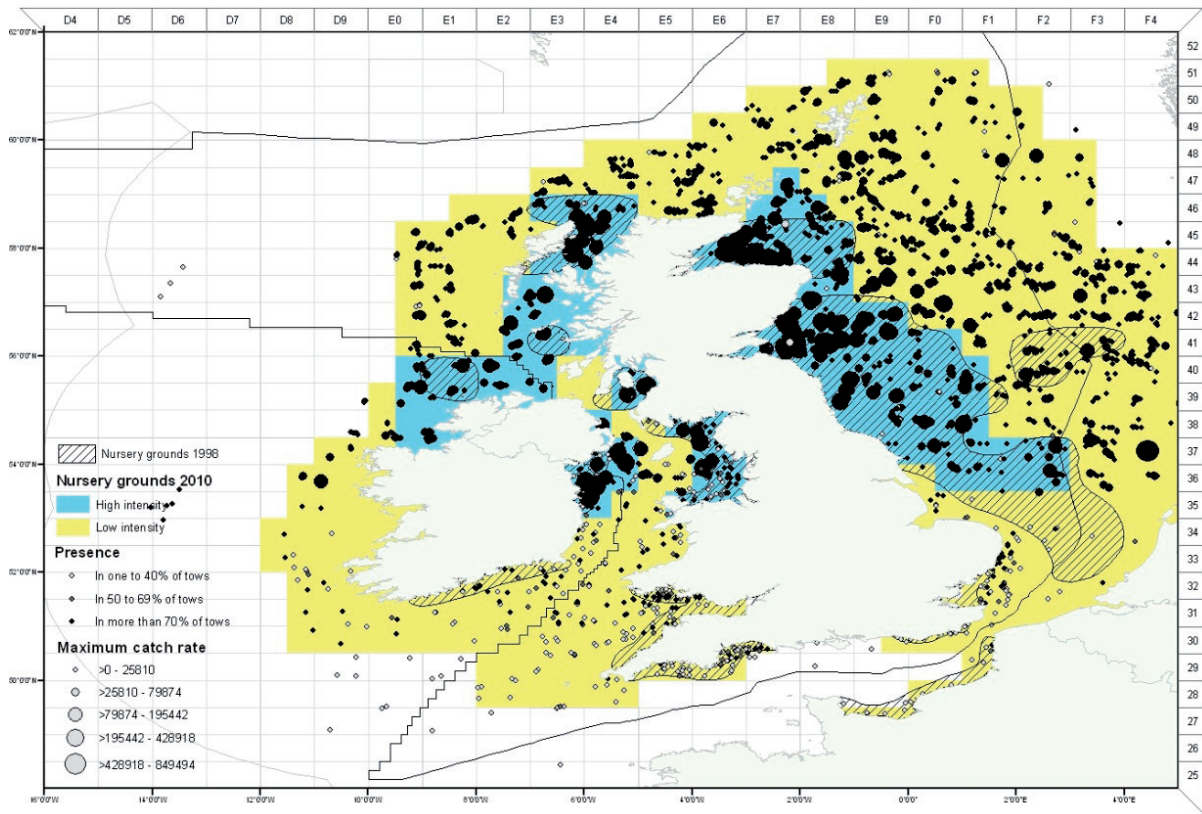 D4 D5 D6 D7 D8 D9 E0 E1 E2 E3 E4 E5 E6 E7 E8 E9 F0 F1 F2 F3 F4
62°0'0"N
52
51
50
60°0'0"N
48
47
46
58°0'0"N
45
44
43
42
56°0'0"N
41
40
39
38
Nursery grounds 1998
54°0'0"N
37
Nursery grounds 2010
36
High intensity
35
Low intensity
34
Presence
In one to 40% of tows
52°0'0"N
33
In 50 to 69% of tows
32
In more than 70% of tows
31
Maximum catch rate
30
>0 - 25810
29
>25810 - 79874
50°0'0"N
28
>79874 - 195442
27
>195442 - 428918
26
>428918 - 849494
25
16°0'0"W 14°0'0"W 12°0'0"W 10°0'0"W 8°0'0"W 6°0'0"W 4°0'0"W 2°0'0"W 0°0'0" 2°0'0"E 4°0'0"E